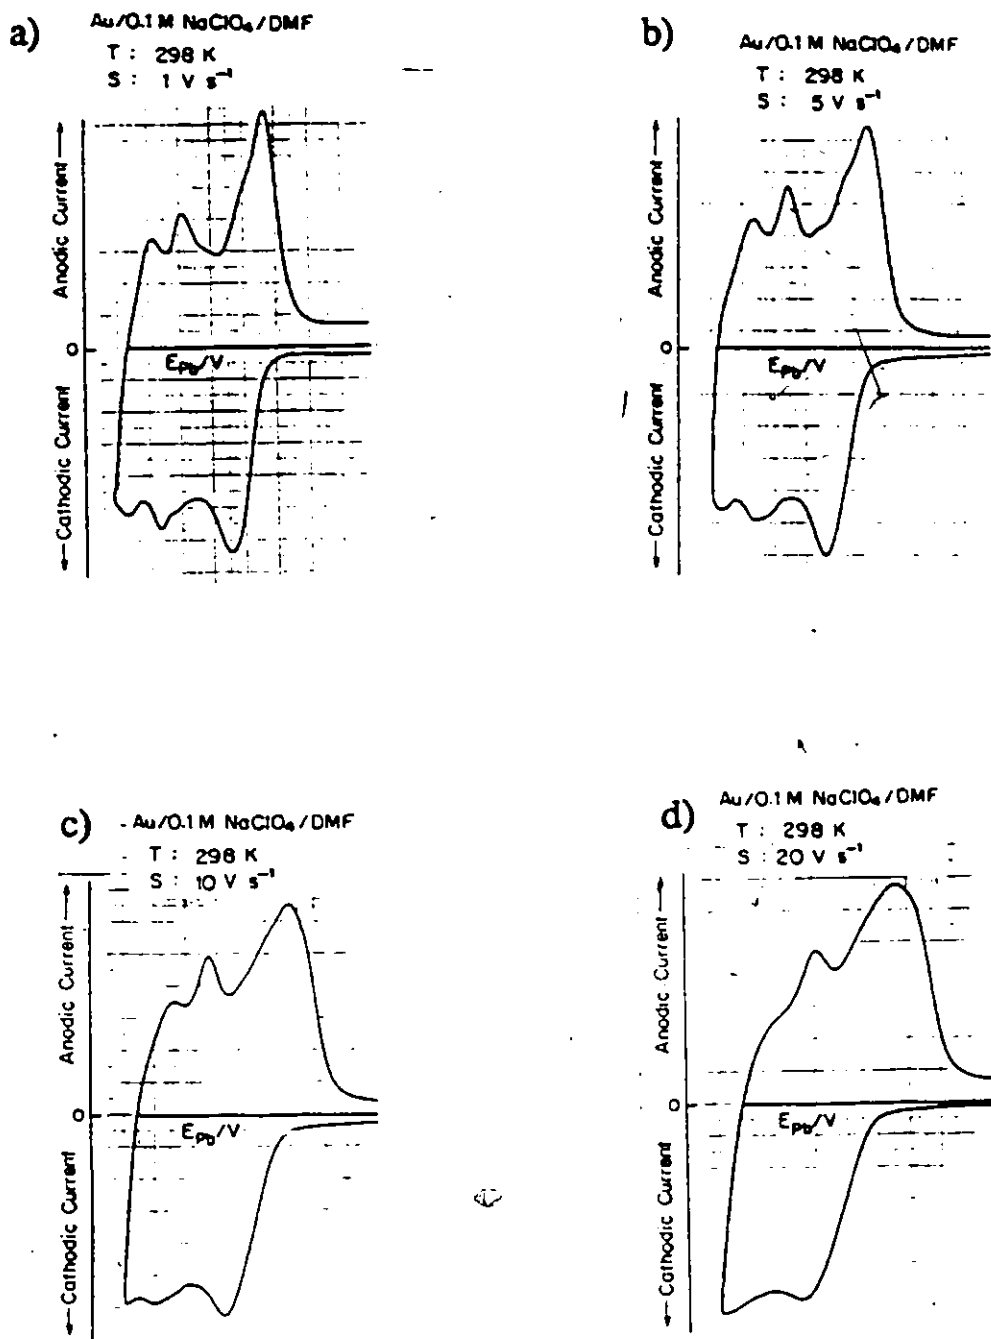 a)
Au/0.1 M NaClO₄/DMF
T : 298 K
S : 1 V s⁻¹
Anodic Current →
0
E_Pb/V
← Cathodic Current
b)
Au/0.1 M NaClO₄/DMF
T : 298 K
S : 5 V s⁻¹
Anodic Current →
0
E_Pb/V
← Cathodic Current
c)
Au/0.1 M NaClO₄/DMF
T : 298 K
S : 10 V s⁻¹
Anodic Current →
0
E_Pb/V
← Cathodic Current
d)
Au/0.1 M NaClO₄/DMF
T : 298 K
S : 20 V s⁻¹
Anodic Current →
0
E_Pb/V
← Cathodic Current